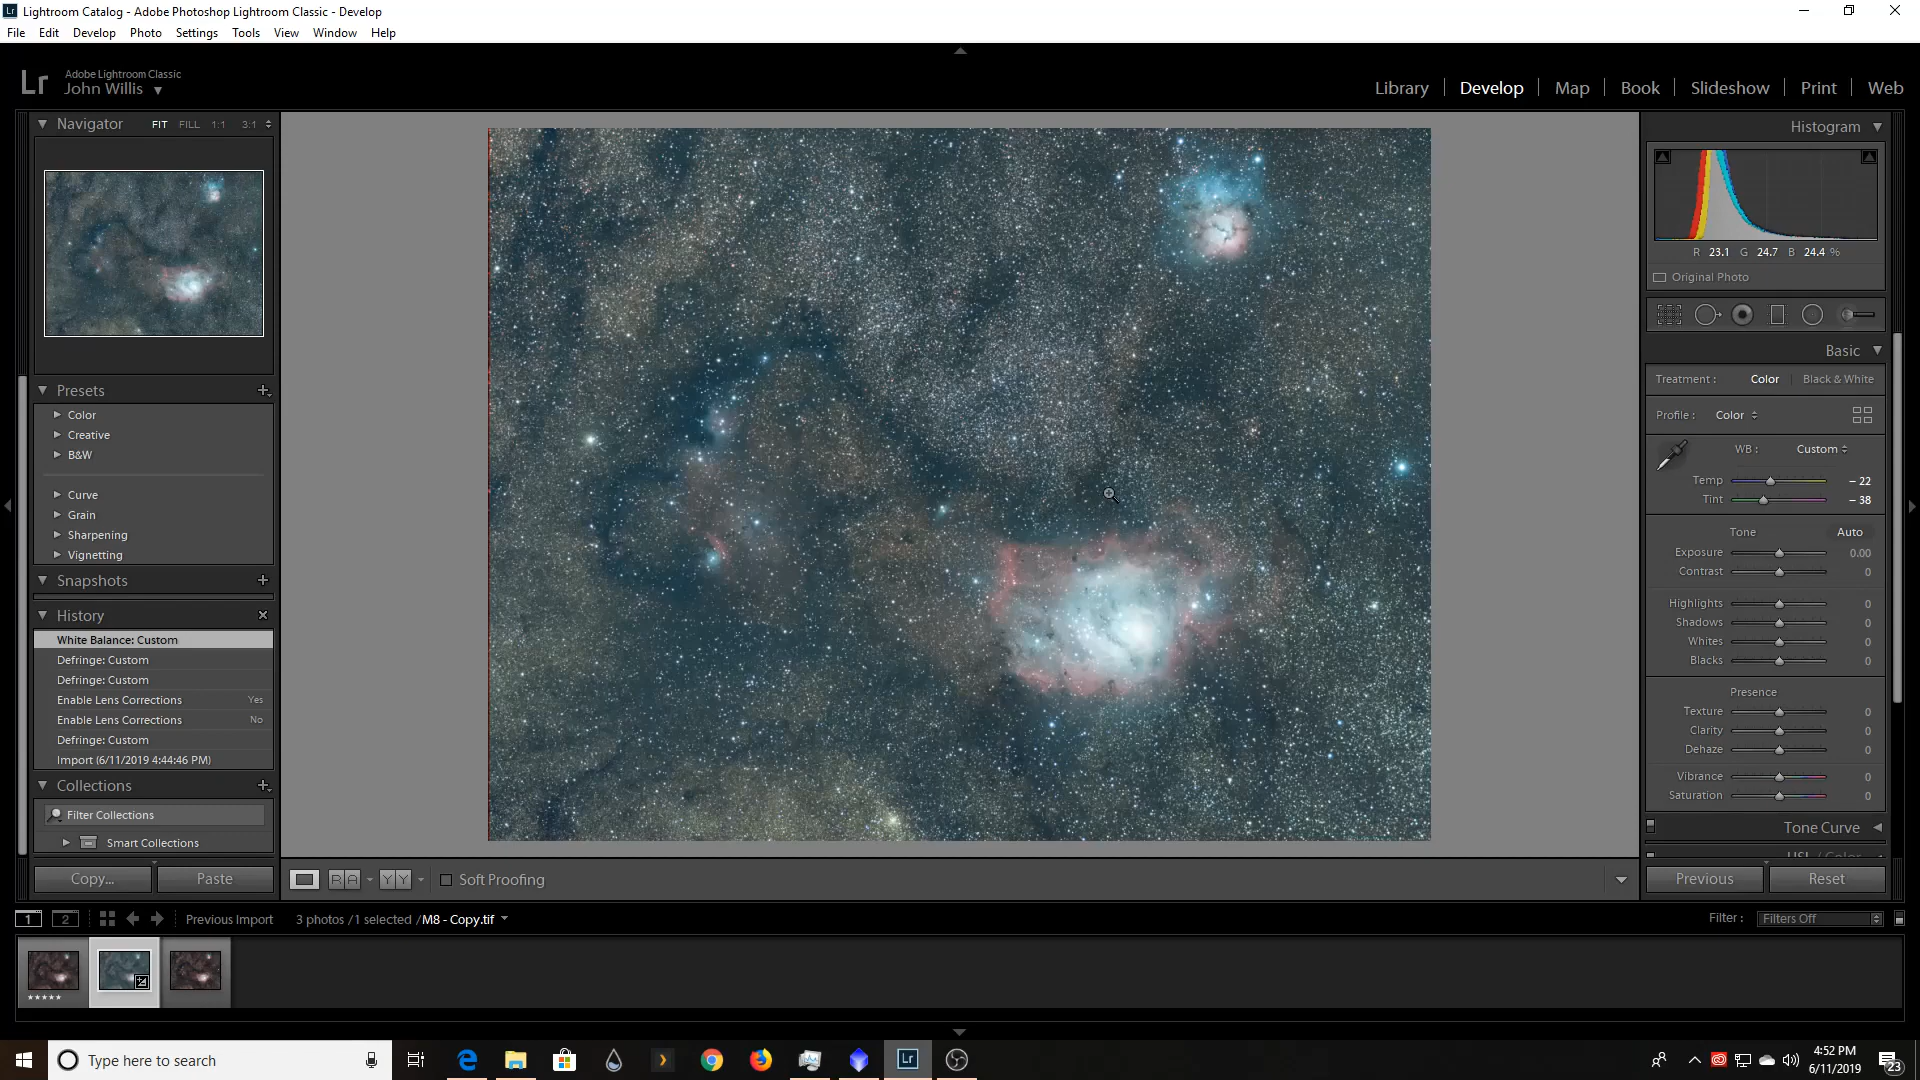 Lightroom Catalog - Adobe Photoshop Lightroom Classic - Develop
File Edit Develop Photo Settings Tools View Window Help
Lr Adobe Lightroom Classic
John Willis
Library Develop Map Book Slideshow Print Web
Navigator FIT FILL 1:1 3:1
Histogram
R 23.1 G 24.7 B 24.4 %
Original Photo
Basic
Treatment : Color Black & White
Profile : Color
WB : Custom
Temp - 22
Tint - 38
Tone Auto
Exposure 0.00
Contrast 0
Highlights 0
Shadows 0
Whites 0
Blacks 0
Presence
Texture 0
Clarity 0
Dehaze 0
Vibrance 0
Saturation 0
Tone Curve
HSL / Color
Previous Reset
Presets
Color
Creative
B&W
Curve
Grain
Sharpening
Vignetting
Snapshots
History
White Balance: Custom
Defringe: Custom
Defringe: Custom
Enable Lens Corrections Yes
Enable Lens Corrections No
Defringe: Custom
Import (6/11/2019 4:44:46 PM)
Collections
Filter Collections
Smart Collections
Copy... Paste
R A Y Y Soft Proofing
1 2 Previous Import 3 photos / 1 selected / M8 - Copy.tif
Filter : Filters Off
Type here to search
Lr
4:52 PM
6/11/2019
23